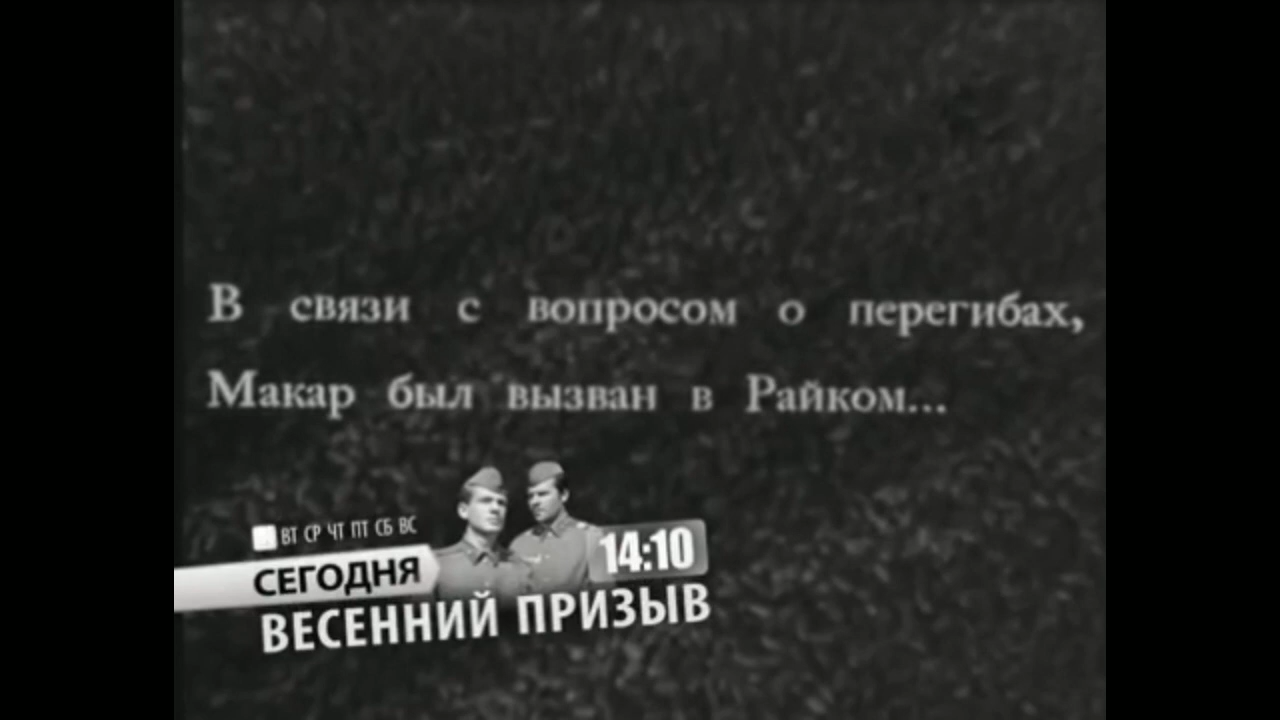 В связи с вопросом о перегибах,
Макар был вызван в Райком...
ВТ СР ЧТ ПТ СБ ВС
СЕГОДНЯ
14:10
ВЕСЕННИЙ ПРИЗЫВ